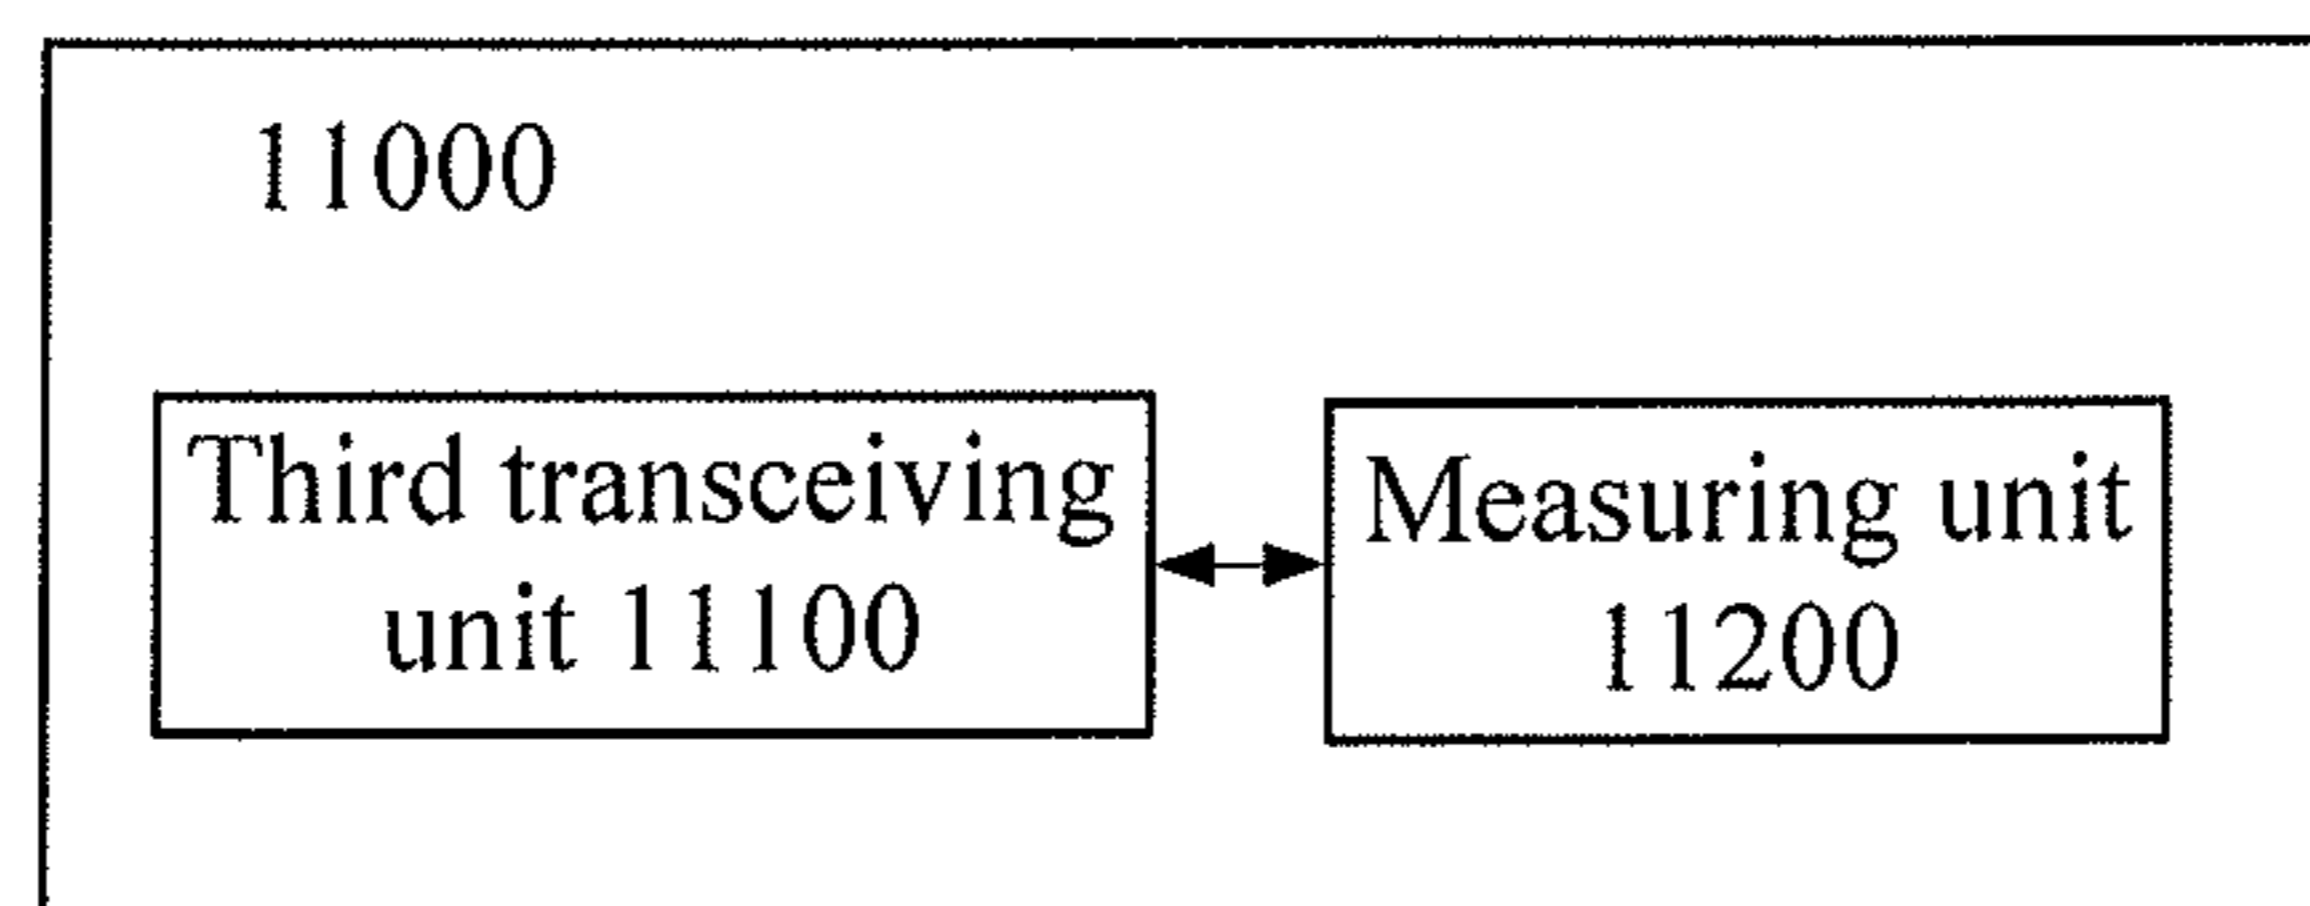 11000
Third transceiving
unit 11100
Measuring unit
11200